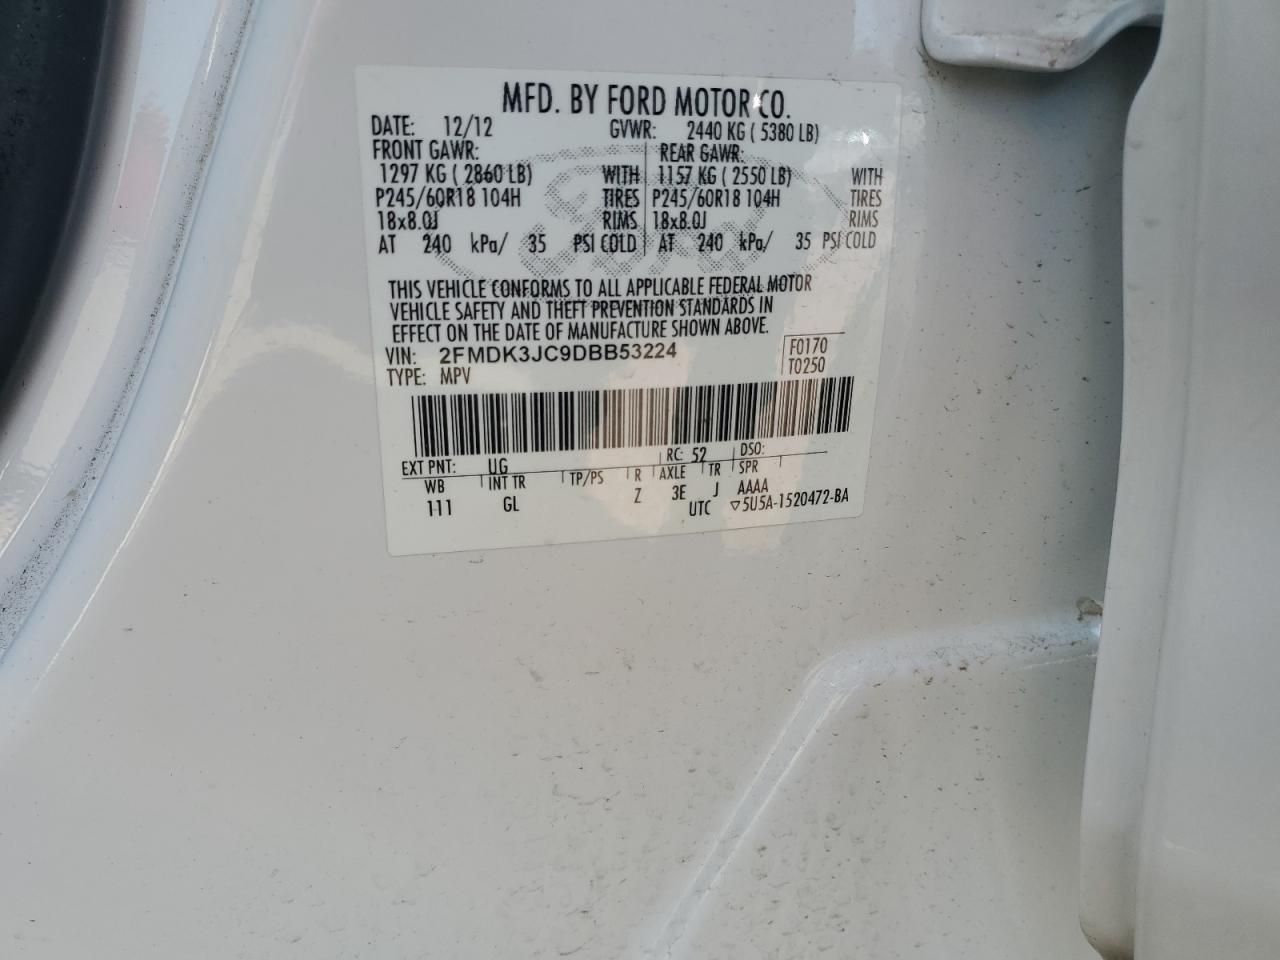 MFD. BY FORD MOTOR CO.
DATE: 12/12 GVWR: 2440 KG ( 5380 LB)
FRONT GAWR: REAR GAWR:
1297 KG ( 2860 LB) WITH 1157 KG ( 2550 LB) WITH
P245/60R18 104H TIRES P245/60R18 104H TIRES
18x8.0J RIMS 18x8.0J RIMS
AT 240 kPa/ 35 PSI COLD AT 240 kPa/ 35 PSI COLD
Ford
THIS VEHICLE CONFORMS TO ALL APPLICABLE FEDERAL MOTOR
VEHICLE SAFETY AND THEFT PREVENTION STANDARDS IN
EFFECT ON THE DATE OF MANUFACTURE SHOWN ABOVE.
VIN: 2FMDK3JC9DBB53224 F0170
TYPE: MPV T0250
EXT PNT: UG RC: 52 DSO:
WB INT TR TP/PS R AXLE TR SPR
111 GL Z 3E J AAAA
UTC ▽5U5A-1520472-BA